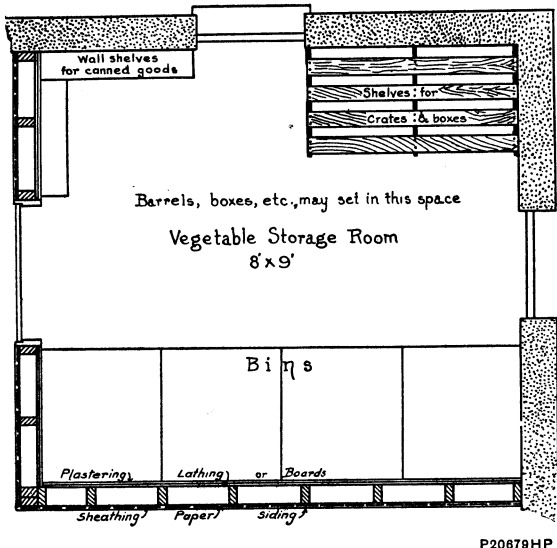 Wall shelves
for canned goods
Shelves for
Crates & boxes
Barrels, boxes, etc., may set in this space
Vegetable Storage Room
8' x 9'
Bins
Plastering Lathing or Boards
Sheathing Paper Siding
P20679HP